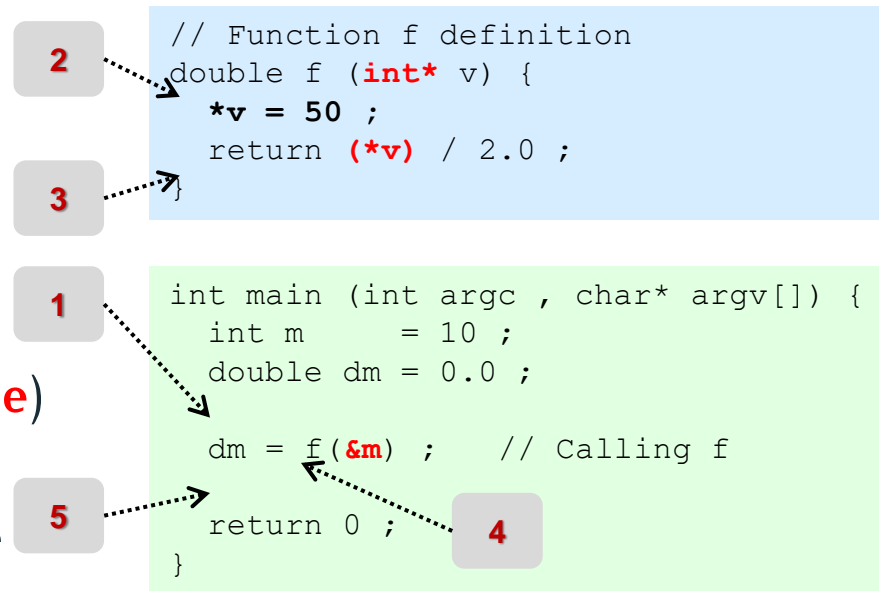 2
// Function f definition
double f (int* v) {
*v = 50 ;
return (*v) / 2.0 ;
}
3
1
int main (int argc , char* argv[]) {
int m = 10 ;
double dm = 0.0 ;
e)
dm = f(&m) ; // Calling f
5
return 0 ;
4
}